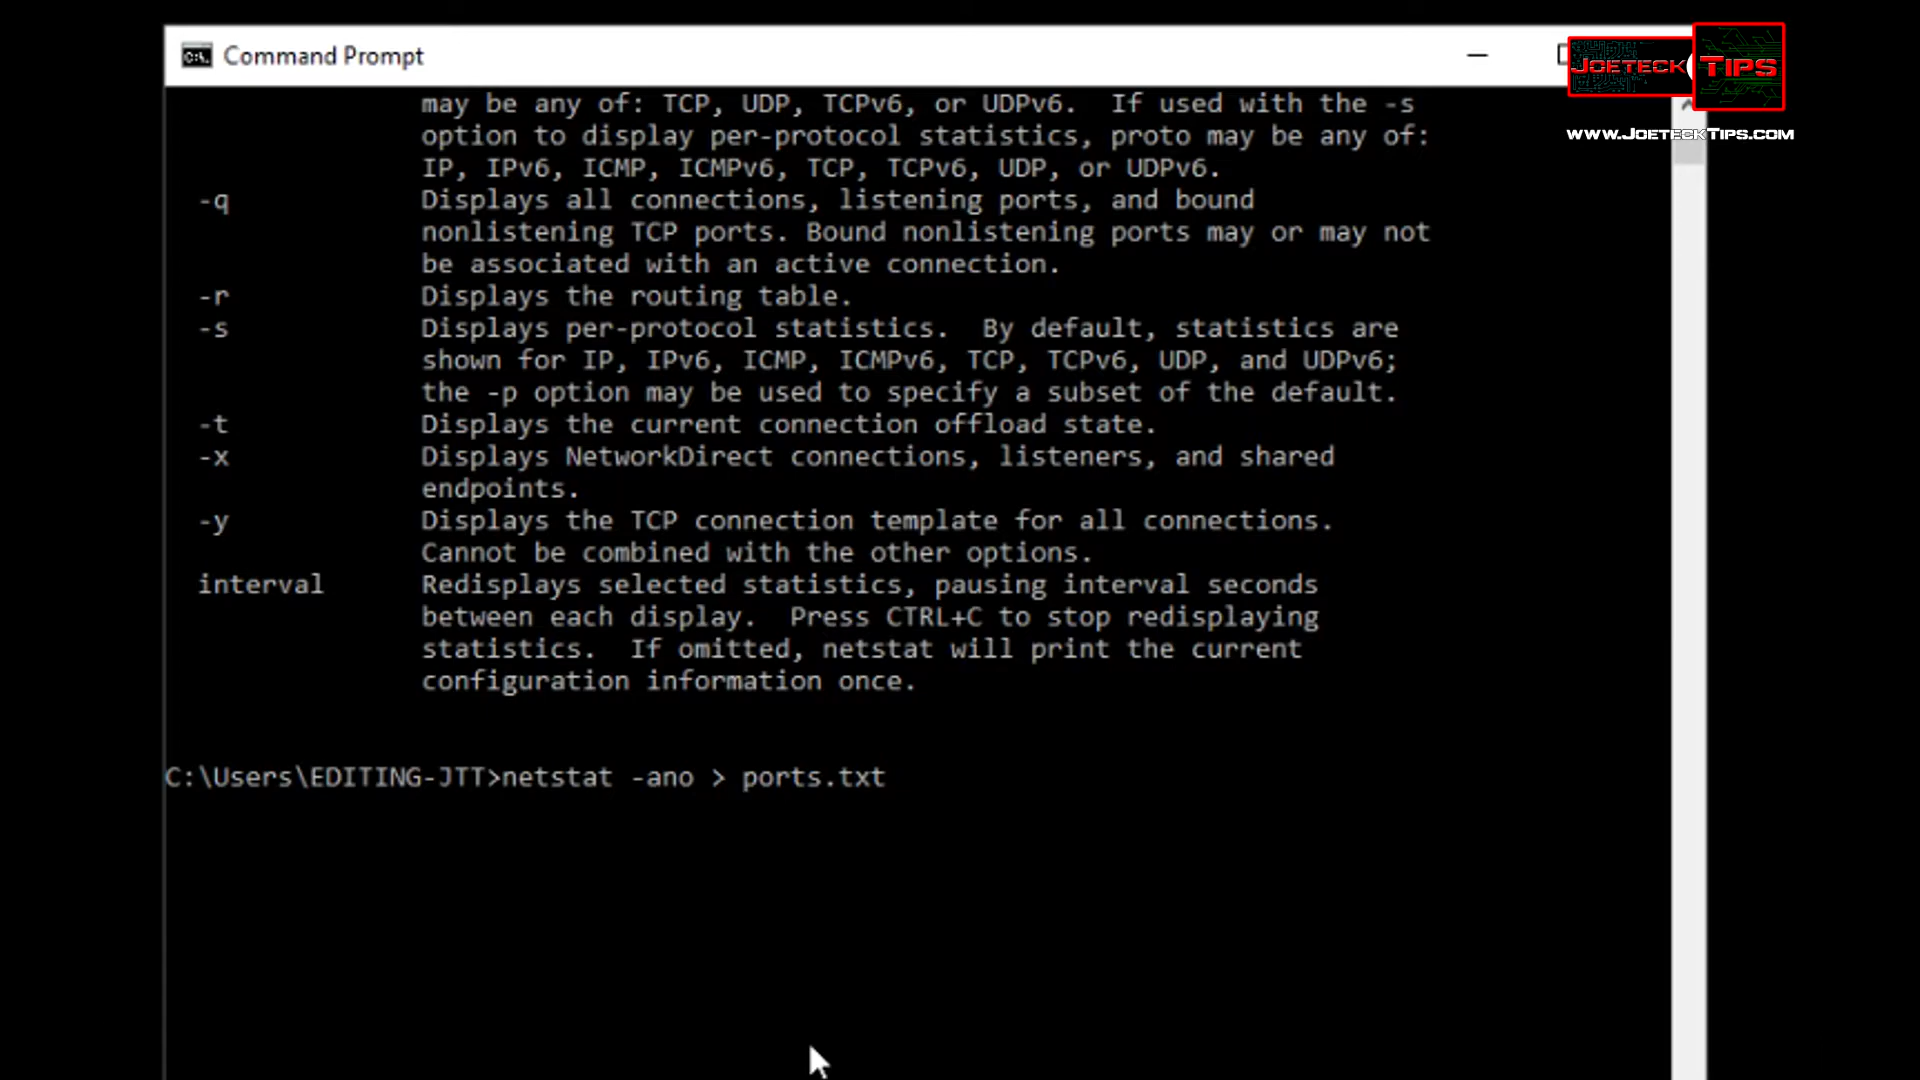 Command Prompt
JOETECK TIPS
WWW.JOETECKTIPS.COM
may be any of: TCP, UDP, TCPv6, or UDPv6.  If used with the -s
option to display per-protocol statistics, proto may be any of:
IP, IPv6, ICMP, ICMPv6, TCP, TCPv6, UDP, or UDPv6.
-q Displays all connections, listening ports, and bound
nonlistening TCP ports. Bound nonlistening ports may or may not
be associated with an active connection.
-r Displays the routing table.
-s Displays per-protocol statistics.  By default, statistics are
shown for IP, IPv6, ICMP, ICMPv6, TCP, TCPv6, UDP, and UDPv6;
the -p option may be used to specify a subset of the default.
-t Displays the current connection offload state.
-x Displays NetworkDirect connections, listeners, and shared
endpoints.
-y Displays the TCP connection template for all connections.
Cannot be combined with the other options.
interval Redisplays selected statistics, pausing interval seconds
between each display.  Press CTRL+C to stop redisplaying
statistics.  If omitted, netstat will print the current
configuration information once.
C:\Users\EDITING-JTT>netstat -ano > ports.txt